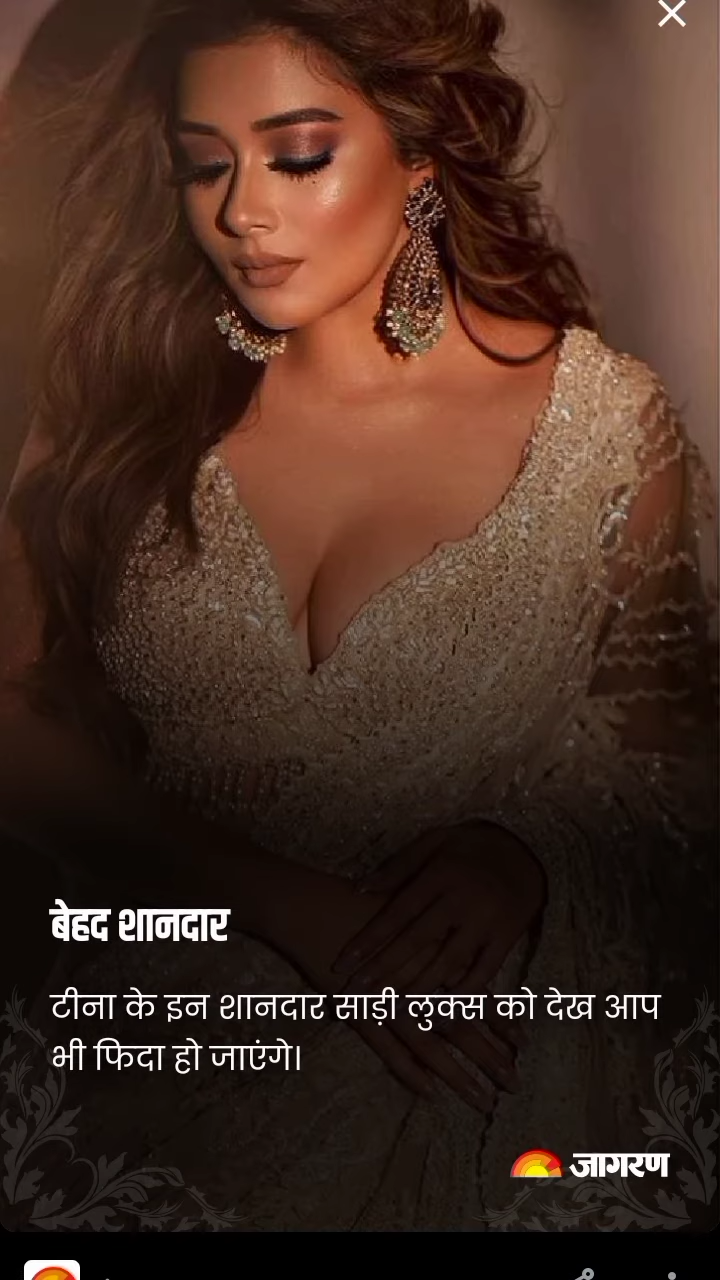 बेहद शानदार
टीना के इन शानदार साड़ी लुक्स को देख आप
भी फिदा हो जाएंगे।
जागरण